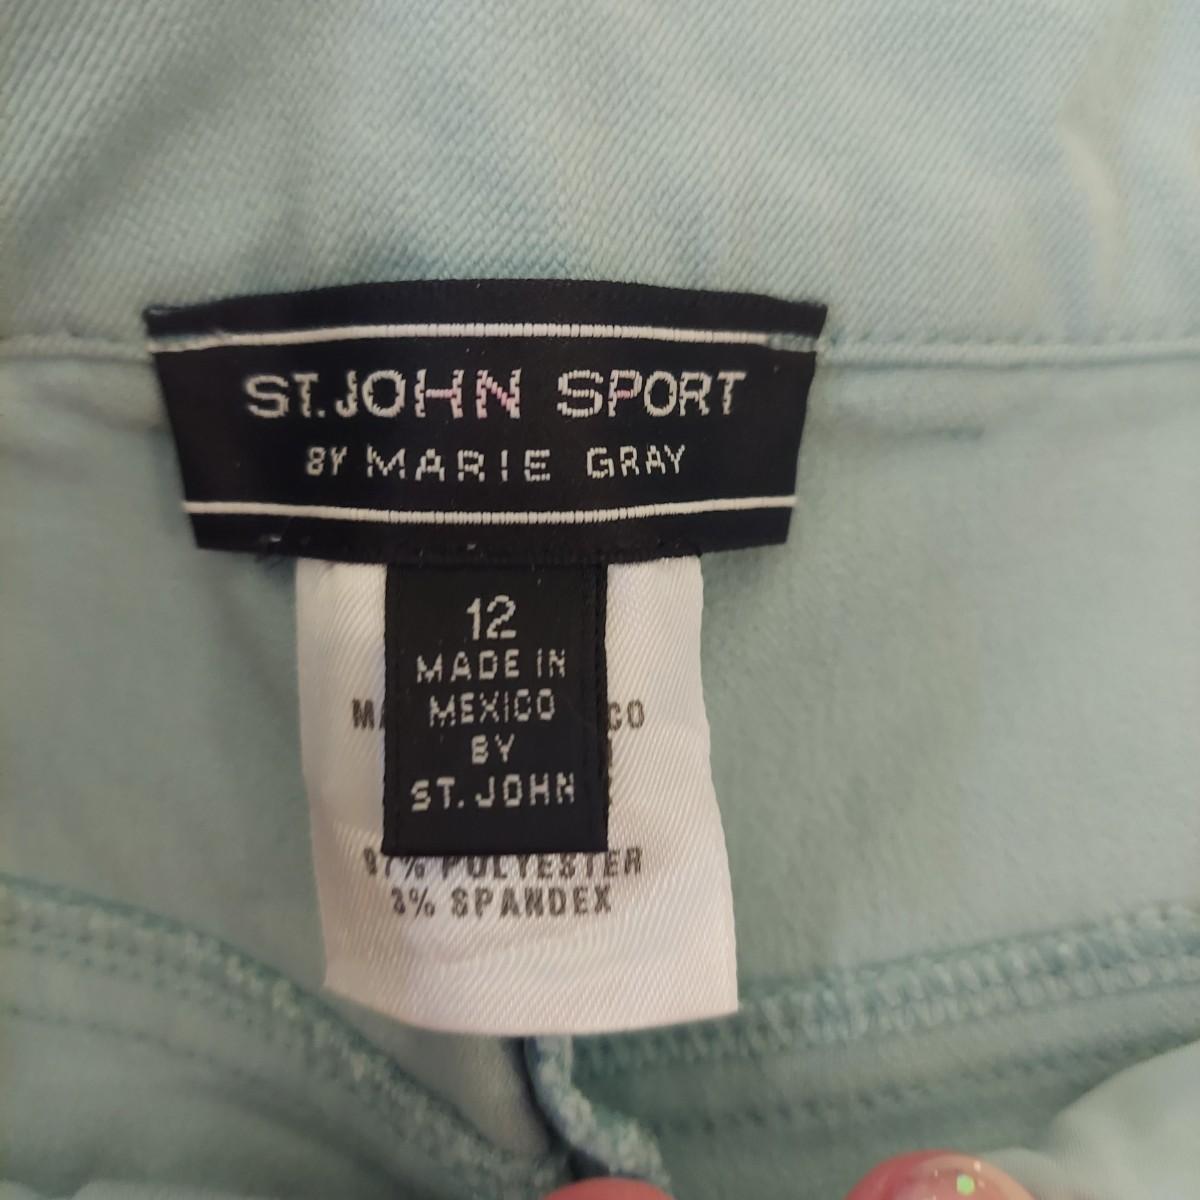 ST. JOHN SPORT
BY MARIE GRAY
12
MADE IN
MEXICO
BY
ST. JOHN
97% POLYESTER
3% SPANDEX